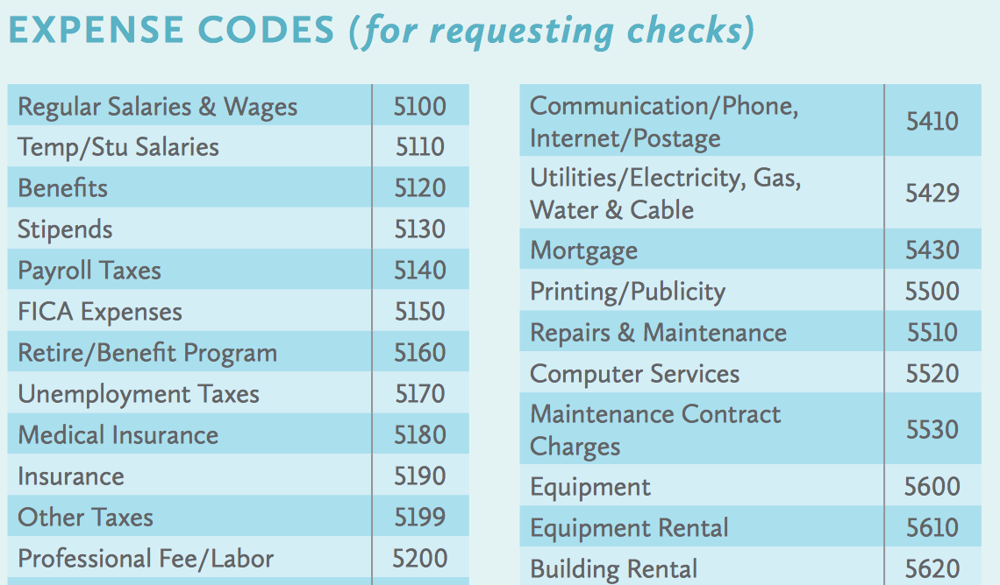 EXPENSE CODES (for requesting checks)
Regular Salaries & Wages 5100
Temp/Stu Salaries 5110
Benefits 5120
Stipends 5130
Payroll Taxes 5140
FICA Expenses 5150
Retire/Benefit Program 5160
Unemployment Taxes 5170
Medical Insurance 5180
Insurance 5190
Other Taxes 5199
Professional Fee/Labor 5200
Communication/Phone,
Internet/Postage 5410
Utilities/Electricity, Gas,
Water & Cable 5429
Mortgage 5430
Printing/Publicity 5500
Repairs & Maintenance 5510
Computer Services 5520
Maintenance Contract
Charges 5530
Equipment 5600
Equipment Rental 5610
Building Rental 5620